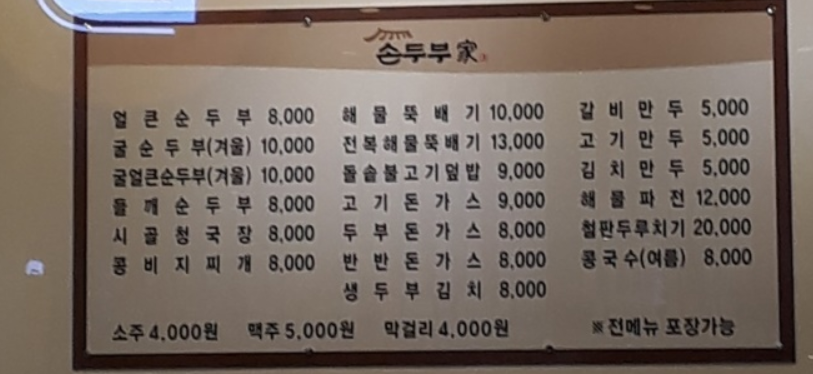 손두부 家
얼큰순두부 8,000
굴순두부(겨울) 10,000
굴얼큰순두부(겨울) 10,000
들깨순두부 8,000
시골청국장 8,000
콩비지찌개 8,000
해물뚝배기 10,000
전복해물뚝배기 13,000
돌솥불고기덮밥 9,000
고기돈가스 9,000
두부돈가스 8,000
반반돈가스 8,000
생두부김치 8,000
갈비만두 5,000
고기만두 5,000
김치만두 5,000
해물파전 12,000
철판두루치기 20,000
콩국수(여름) 8,000
소주 4,000원 맥주 5,000원 막걸리 4,000원 ※전메뉴 포장가능